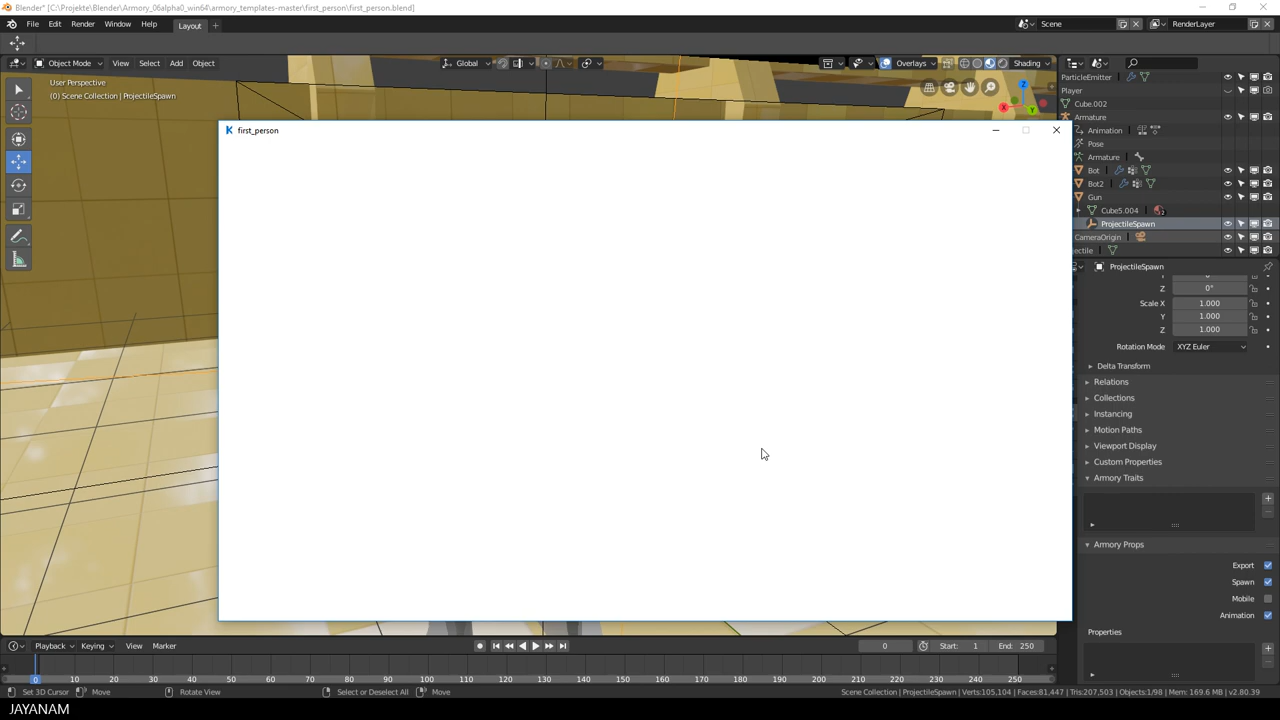 Blender* [C:\Projekte\Blender\Armory_06alpha0_win64\armory_templates-master\first_person\first_person.blend]
File Edit Render Window Help Layout + Scene RenderLayer
Object Mode View Select Add Object Global Overlays Shading
User Perspective
(0) Scene Collection | ProjectileSpawn
X
Y
Z
first_person
ParticleEmitter
Player
Cube.002
Armature
Animation
Pose
Armature
Bot
Bot2
Gun
Cube5.004
2
ProjectileSpawn
CameraOrigin
ectile
ProjectileSpawn
Z 0°
Scale X 1.000
Y 1.000
Z 1.000
Rotation Mode XYZ Euler
Delta Transform
Relations
Collections
Instancing
Motion Paths
Viewport Display
Custom Properties
Armory Traits
Armory Props
Export
Spawn
Mobile
Animation
Properties
Playback Keying View Marker 0 Start: 1 End: 250
0 10 20 30 40 50 60 70 80 90 100 110 120 130 140 150 160 170 180 190 200 210 220 230 240 250
Set 3D Cursor Move Rotate View Select or Deselect All Move Scene Collection | ProjectileSpawn | Verts:105,104 | Faces:81,447 | Tris:207,503 | Objects:1/98 | Mem: 169.6 MB | v2.80.39
JAYANAM